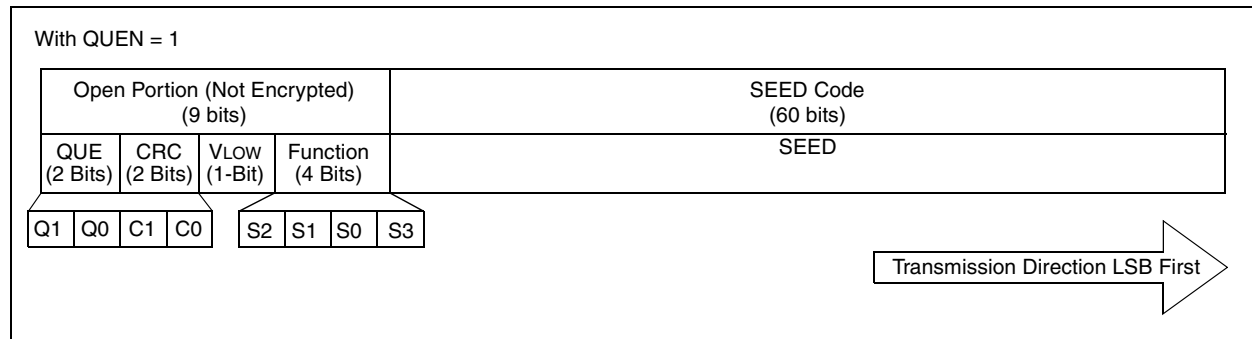 With QUEN = 1
Open Portion (Not Encrypted)
(9 bits)
SEED Code
(60 bits)
QUE
(2 Bits)
CRC
(2 Bits)
VLOW
(1-Bit)
Function
(4 Bits)
SEED
Q1 Q0 C1 C0 S2 S1 S0 S3
Transmission Direction LSB First